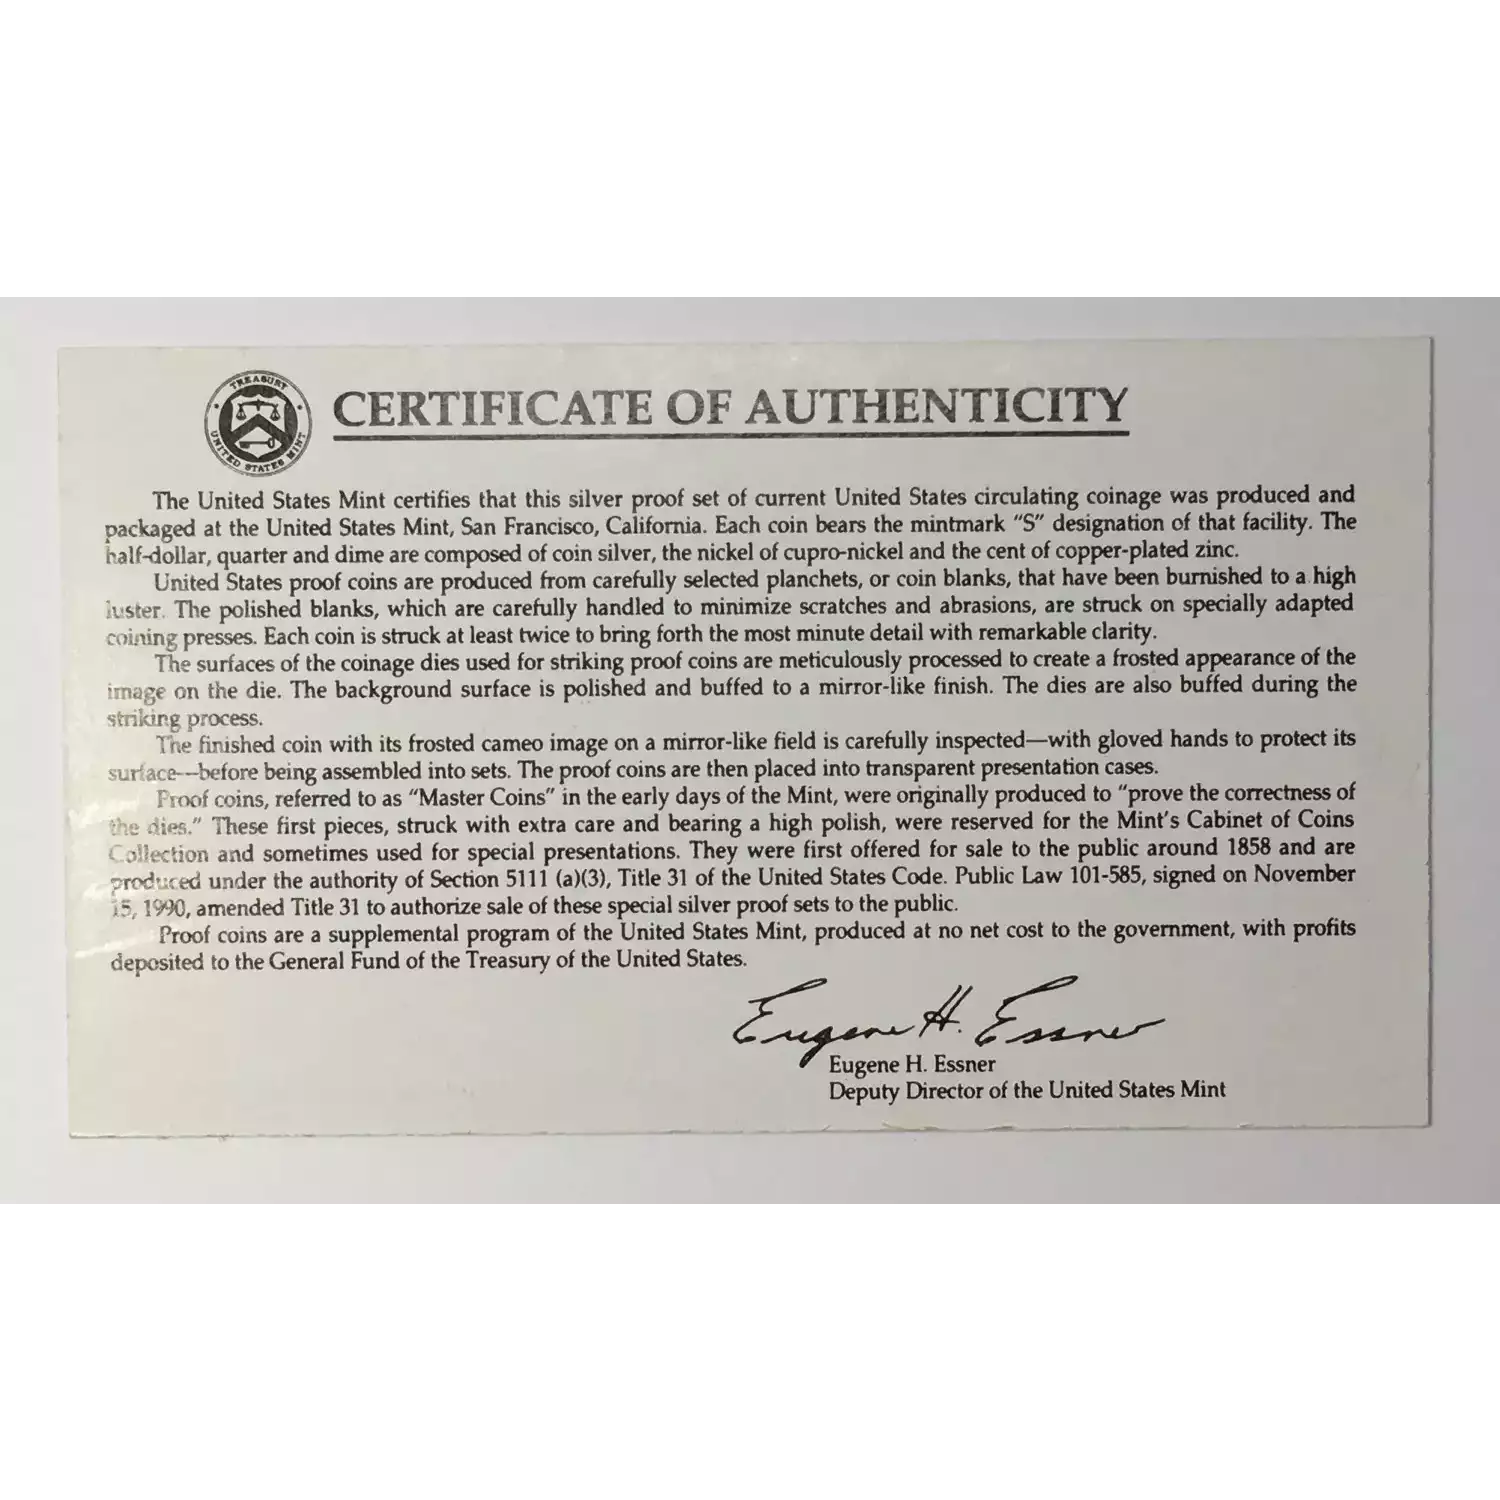 TREASURY
UNITED STATES MINT
CERTIFICATE OF AUTHENTICITY
The United States Mint certifies that this silver proof set of current United States circulating coinage was produced and
packaged at the United States Mint, San Francisco, California. Each coin bears the mintmark "S" designation of that facility. The
half-dollar, quarter and dime are composed of coin silver, the nickel of cupro-nickel and the cent of copper-plated zinc.
United States proof coins are produced from carefully selected planchets, or coin blanks, that have been burnished to a high
luster. The polished blanks, which are carefully handled to minimize scratches and abrasions, are struck on specially adapted
coining presses. Each coin is struck at least twice to bring forth the most minute detail with remarkable clarity.
The surfaces of the coinage dies used for striking proof coins are meticulously processed to create a frosted appearance of the
image on the die. The background surface is polished and buffed to a mirror-like finish. The dies are also buffed during the
striking process.
The finished coin with its frosted cameo image on a mirror-like field is carefully inspected—with gloved hands to protect its
surface—before being assembled into sets. The proof coins are then placed into transparent presentation cases.
Proof coins, referred to as "Master Coins" in the early days of the Mint, were originally produced to "prove the correctness of
the dies." These first pieces, struck with extra care and bearing a high polish, were reserved for the Mint's Cabinet of Coins
Collection and sometimes used for special presentations. They were first offered for sale to the public around 1858 and are
produced under the authority of Section 5111 (a)(3), Title 31 of the United States Code. Public Law 101-585, signed on November
15, 1990, amended Title 31 to authorize sale of these special silver proof sets to the public.
Proof coins are a supplemental program of the United States Mint, produced at no net cost to the government, with profits
deposited to the General Fund of the Treasury of the United States.
Eugene H. Essner
Eugene H. Essner
Deputy Director of the United States Mint